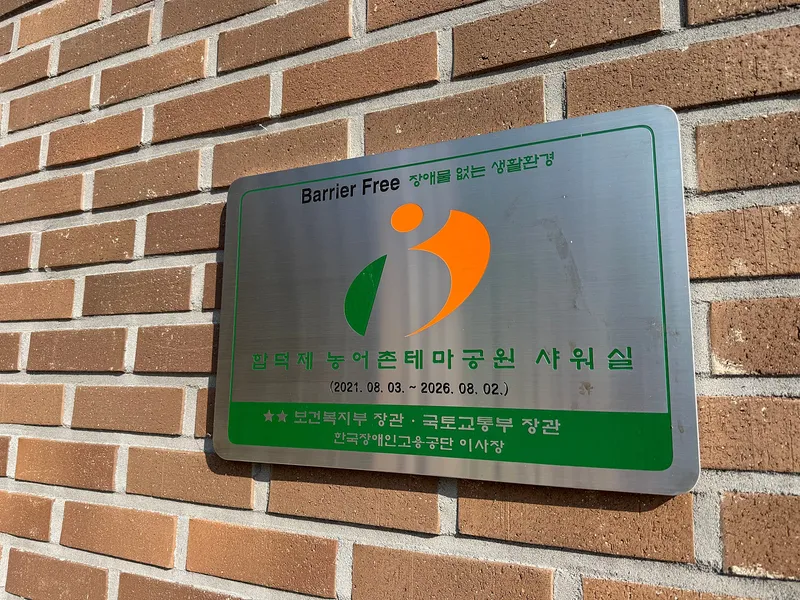 Barrier Free 장애물 없는 생활환경
합덕제 농어촌테마공원 샤워실
(2021. 08. 03. ~ 2026. 08. 02.)
★★ 보건복지부 장관 · 국토교통부 장관
한국장애인고용공단 이사장